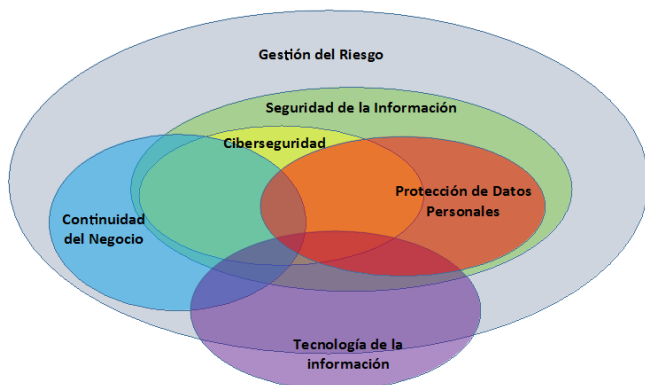 Gestión del Riesgo
Seguridad de la Información
Ciberseguridad
Protección de Datos
Personales
Continuidad
del Negocio
Tecnología de la
información